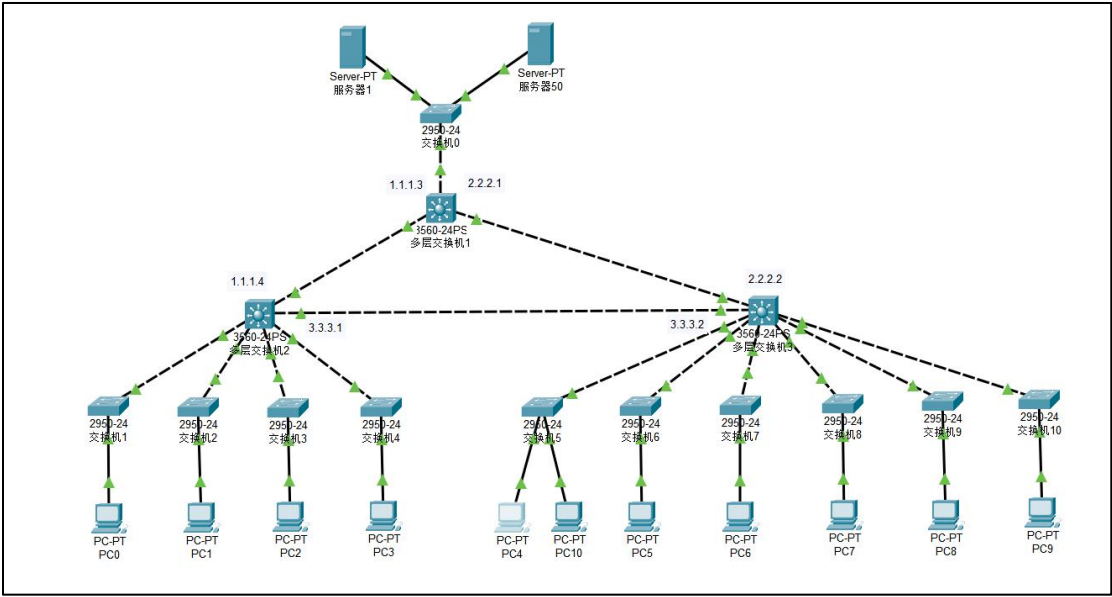 Server-PT
服务器1
Server-PT
服务器50
2950-24
交换机0
1.1.1.3
2.2.2.1
3560-24PS
多层交换机1
1.1.1.4
2.2.2.2
3.3.3.1
3.3.3.2
3560-24PS
多层交换机2
3560-24PS
多层交换机3
2950-24
交换机1
2950-24
交换机2
2950-24
交换机3
2950-24
交换机4
2950-24
交换机5
2950-24
交换机6
2950-24
交换机7
2950-24
交换机8
2950-24
交换机9
2950-24
交换机10
PC-PT
PC0
PC-PT
PC1
PC-PT
PC2
PC-PT
PC3
PC-PT
PC4
PC-PT
PC10
PC-PT
PC5
PC-PT
PC6
PC-PT
PC7
PC-PT
PC8
PC-PT
PC9